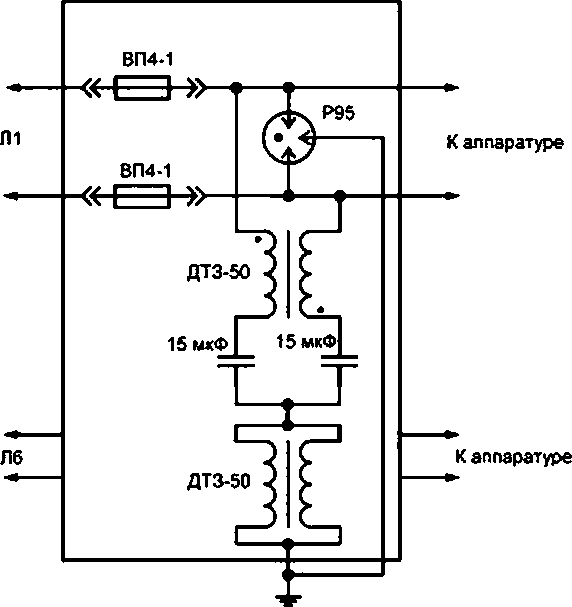 ВП4-1
Р95
Л1
К аппаратуре
ВП4-1
ДТЗ-50
15 мкФ
15 мкФ
Л6
К аппаратуре
ДТЗ-50